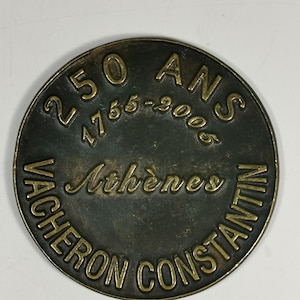 250 ANS
1755-2005
Athènes
VACHERON CONSTANTIN